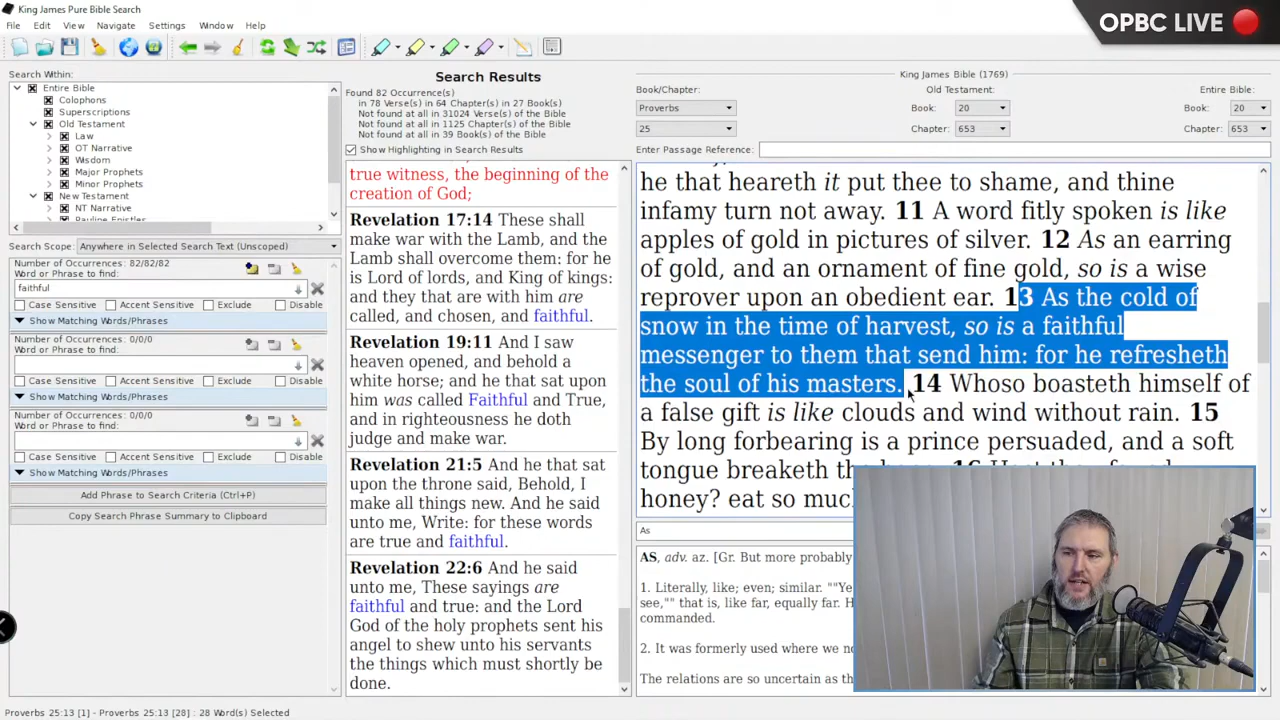 King James Pure Bible Search
OPBC LIVE
File Edit View Navigate Settings Window Help
Search Within:
Entire Bible
Colophons
Superscriptions
Old Testament
Law
OT Narrative
Wisdom
Major Prophets
Minor Prophets
New Testament
NT Narrative
Pauline Epistles
Search Scope: Anywhere in Selected Search Text (Unscoped)
Number of Occurrences: 82/82/82
Word or Phrase to find:
faithful
Case Sensitive Accent Sensitive Exclude Disable
Show Matching Words/Phrases
Number of Occurrences: 0/0/0
Word or Phrase to find:
Case Sensitive Accent Sensitive Exclude Disable
Show Matching Words/Phrases
Number of Occurrences: 0/0/0
Word or Phrase to find:
Case Sensitive Accent Sensitive Exclude Disable
Show Matching Words/Phrases
Add Phrase to Search Criteria (Ctrl+P)
Copy Search Phrase Summary to Clipboard
Search Results
Found 82 Occurrence(s)
in 78 Verse(s) in 64 Chapter(s) in 27 Book(s)
Not found at all in 31024 Verse(s) of the Bible
Not found at all in 1125 Chapter(s) of the Bible
Not found at all in 39 Book(s) of the Bible
Show Highlighting in Search Results
true witness, the beginning of the
creation of God;
Revelation 17:14 These shall
make war with the Lamb, and the
Lamb shall overcome them: for he
is Lord of lords, and King of kings:
and they that are with him are
called, and chosen, and faithful.
Revelation 19:11 And I saw
heaven opened, and behold a
white horse; and he that sat upon
him was called Faithful and True,
and in righteousness he doth
judge and make war.
Revelation 21:5 And he that sat
upon the throne said, Behold, I
make all things new. And he said
unto me, Write: for these words
are true and faithful.
Revelation 22:6 And he said
unto me, These sayings are
faithful and true: and the Lord
God of the holy prophets sent his
angel to shew unto his servants
the things which must shortly be
done.
King James Bible (1769)
Book/Chapter: Old Testament: Entire Bible:
Proverbs Book: 20 Book: 20
25 Chapter: 653 Chapter: 653
Enter Passage Reference:
he that heareth it put thee to shame, and thine
infamy turn not away. 11 A word fitly spoken is like
apples of gold in pictures of silver. 12 As an earring
of gold, and an ornament of fine gold, so is a wise
reprover upon an obedient ear. 13 As the cold of
snow in the time of harvest, so is a faithful
messenger to them that send him: for he refresheth
the soul of his masters. 14 Whoso boasteth himself of
a false gift is like clouds and wind without rain. 15
By long forbearing is a prince persuaded, and a soft
tongue breaketh the
honey? eat so
As
AS, adv. az. [Gr. But more probably
1. Literally, like; even; similar. ""Ye
see,"" that is, like far, equally far. H
commanded.
2. It was formerly used where we
The relations are so uncertain as
Proverbs 25:13 [1] - Proverbs 25:13 [28] : 28 Word(s) Selected